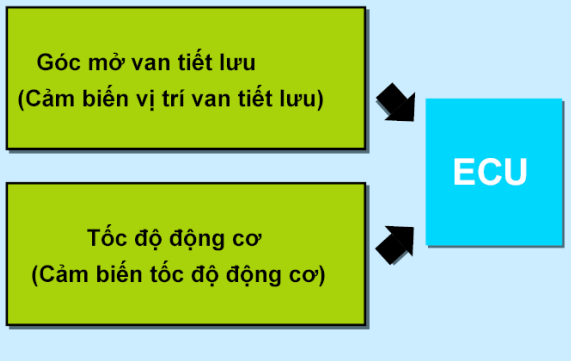 Góc mở van tiết lưu
(Cảm biến vị trí van tiết lưu)
Tốc độ động cơ
(Cảm biến tốc độ động cơ)
ECU